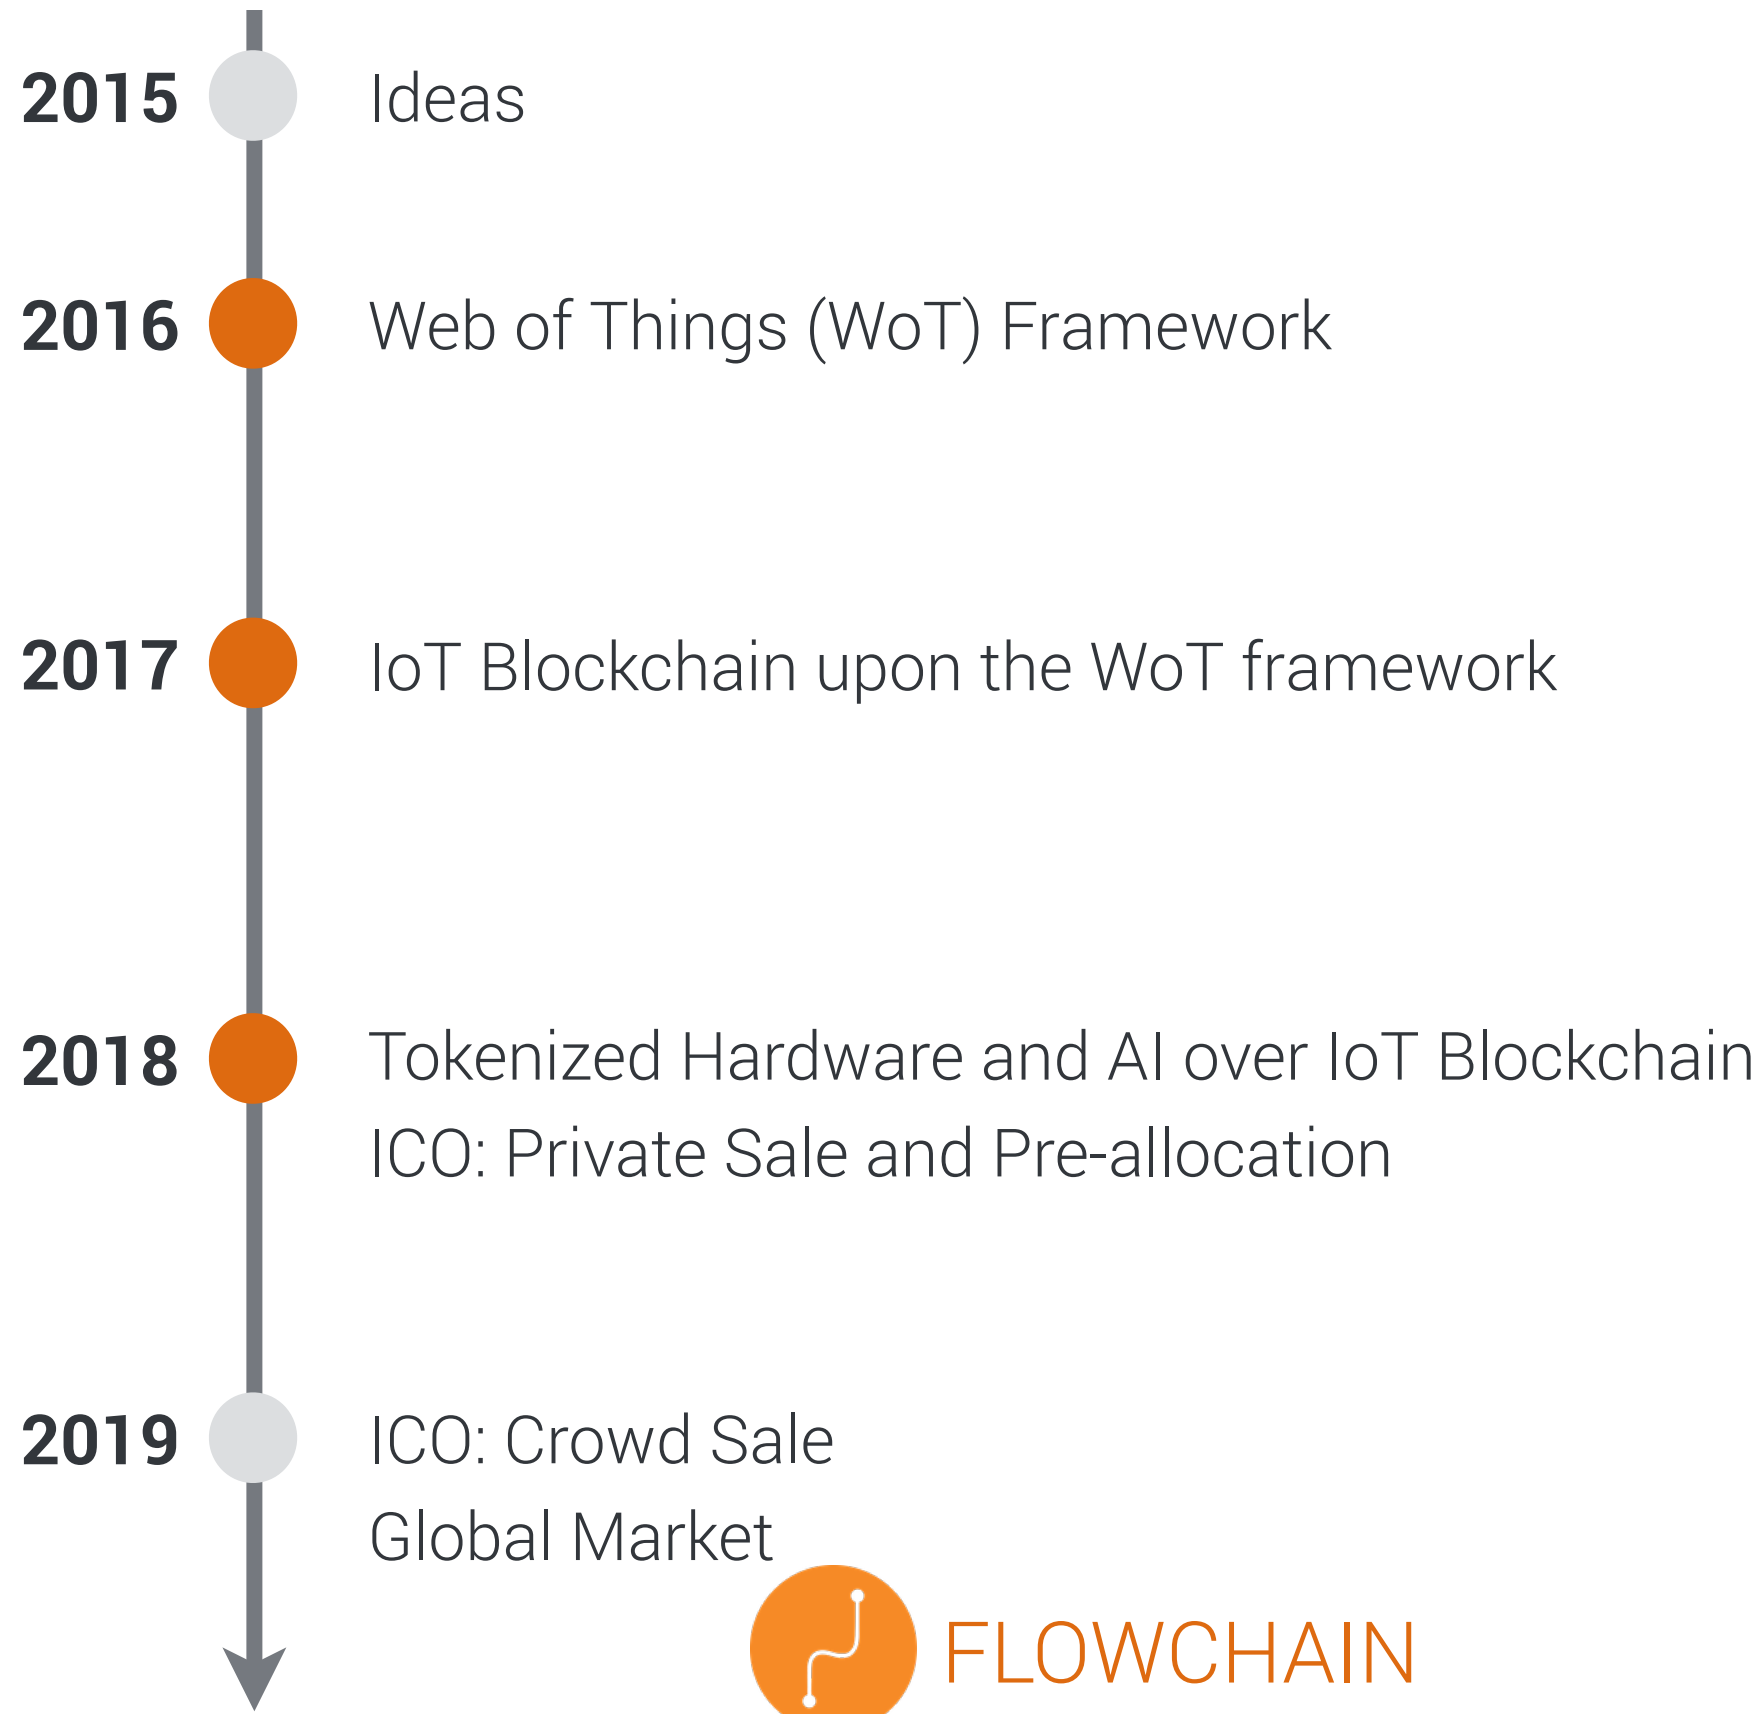 2015 Ideas
2016 Web of Things (WoT) Framework
2017 IoT Blockchain upon the WoT framework
2018 Tokenized Hardware and AI over IoT Blockchain
ICO: Private Sale and Pre-allocation
2019 ICO: Crowd Sale
Global Market
FLOWCHAIN